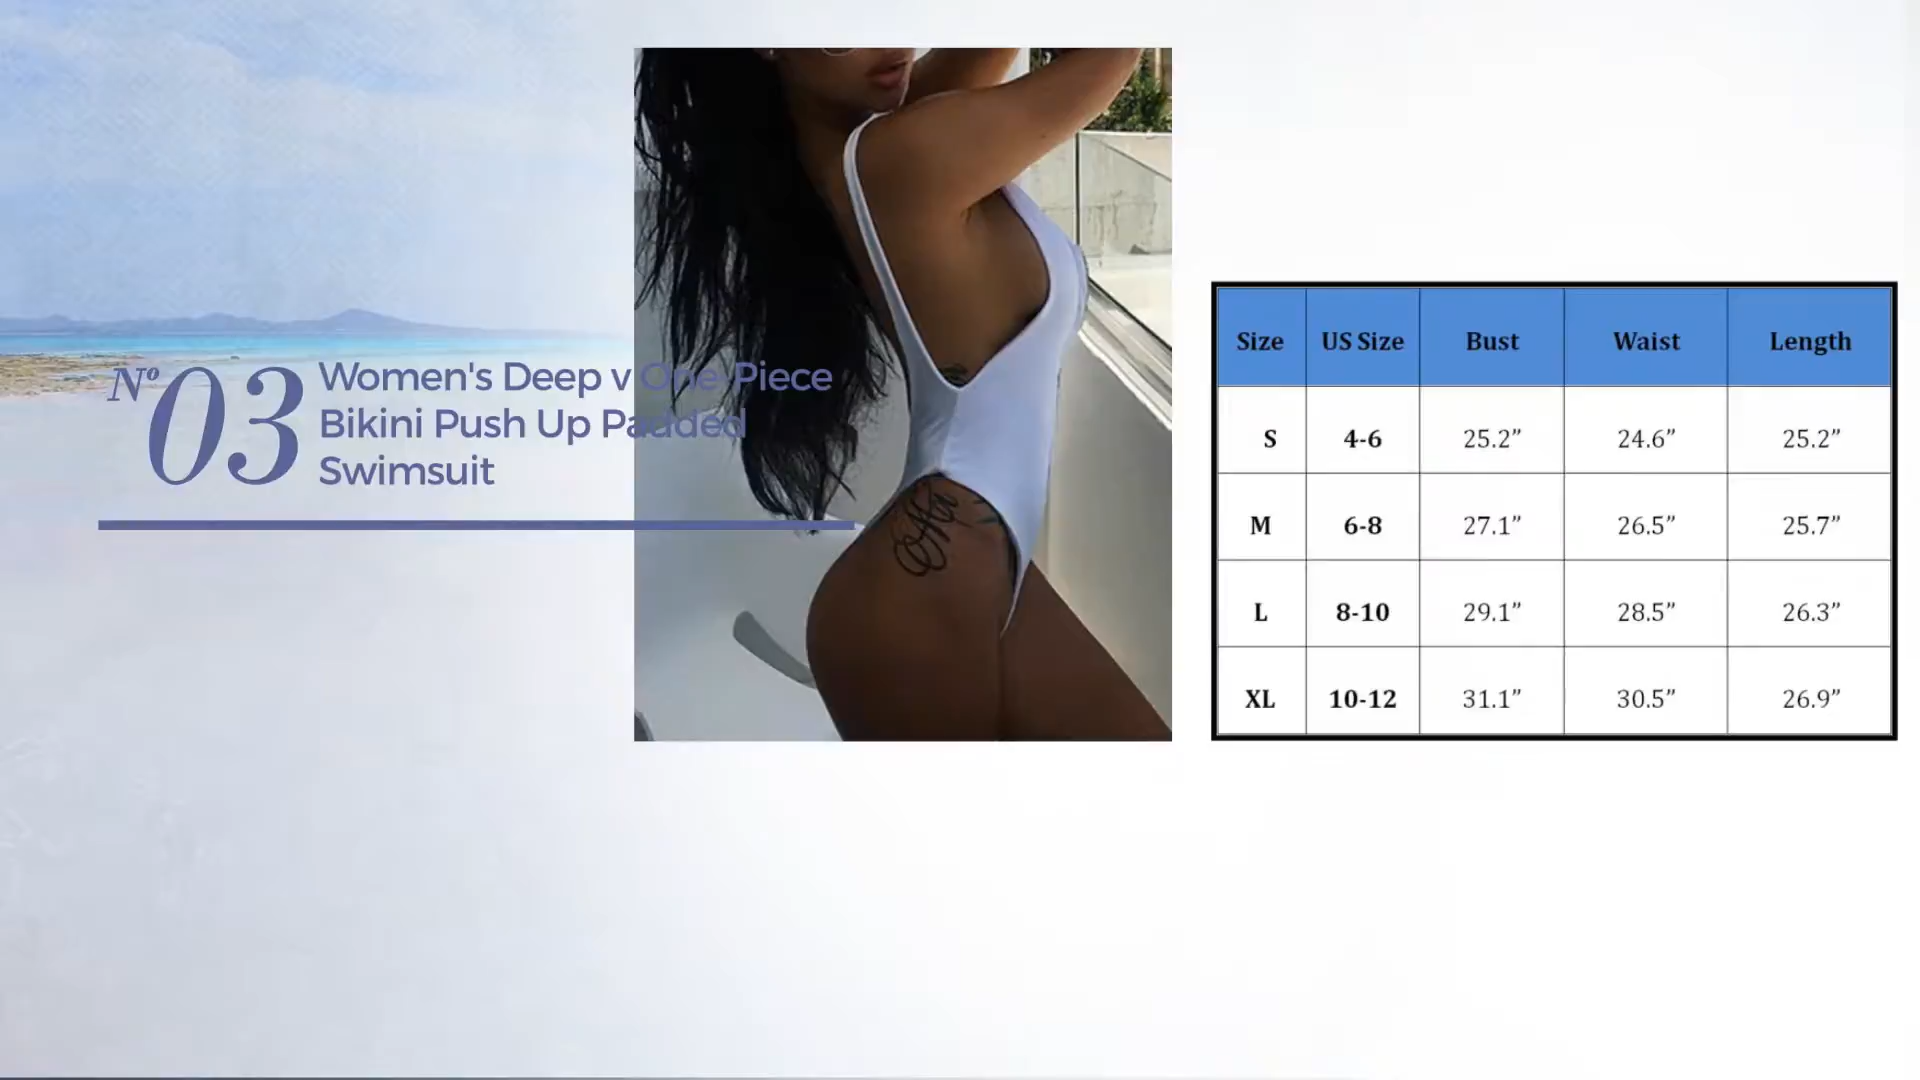 Nº 03
Women's Deep v One Piece
Bikini Push Up Padded
Swimsuit
Size US Size Bust Waist Length
S 4-6 25.2” 24.6” 25.2”
M 6-8 27.1” 26.5” 25.7”
L 8-10 29.1” 28.5” 26.3”
XL 10-12 31.1” 30.5” 26.9”